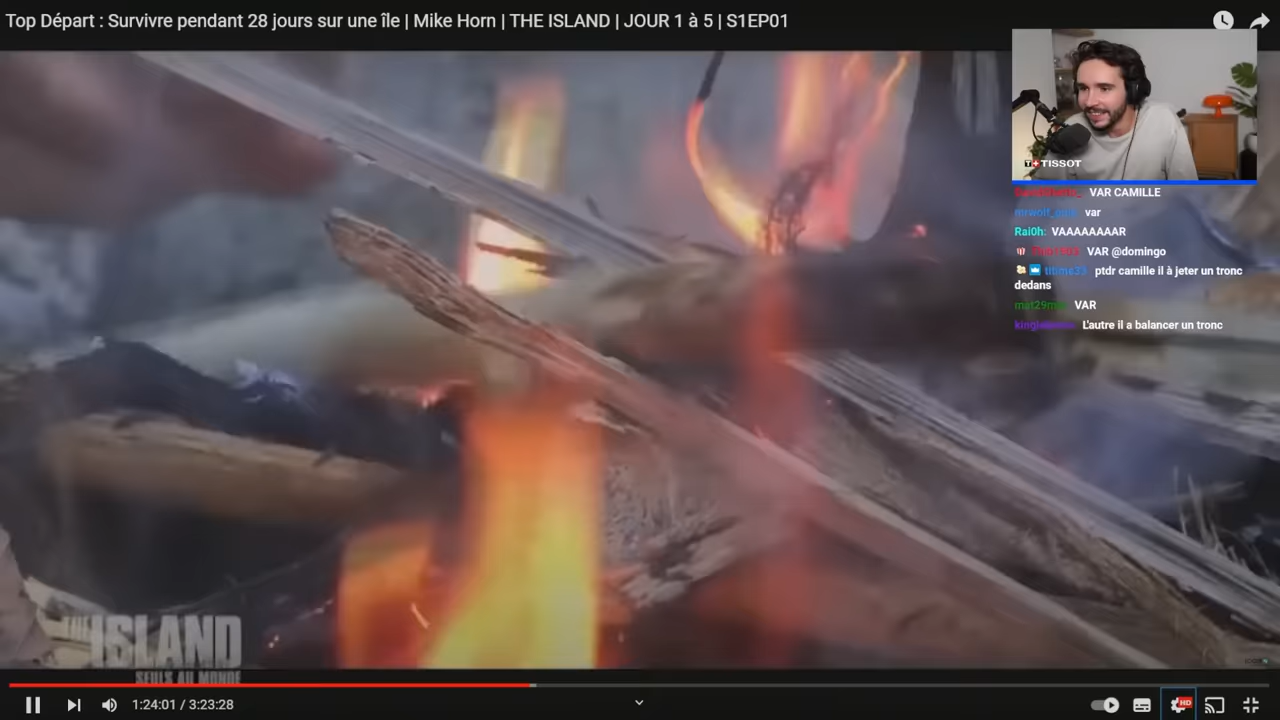 Top Départ : Survivre pendant 28 jours sur une île | Mike Horn | THE ISLAND | JOUR 1 à 5 | S1EP01
T+TISSOT
VAR CAMILLE
var
Rai0h: VAAAAAAAAR
VAR @domingo
ptdr camille il à jeter un tronc
dedans
VAR
L'autre il a balancer un tronc
THE
ISLAND
SEULS AU MONDE
1:24:01 / 3:23:28
HD